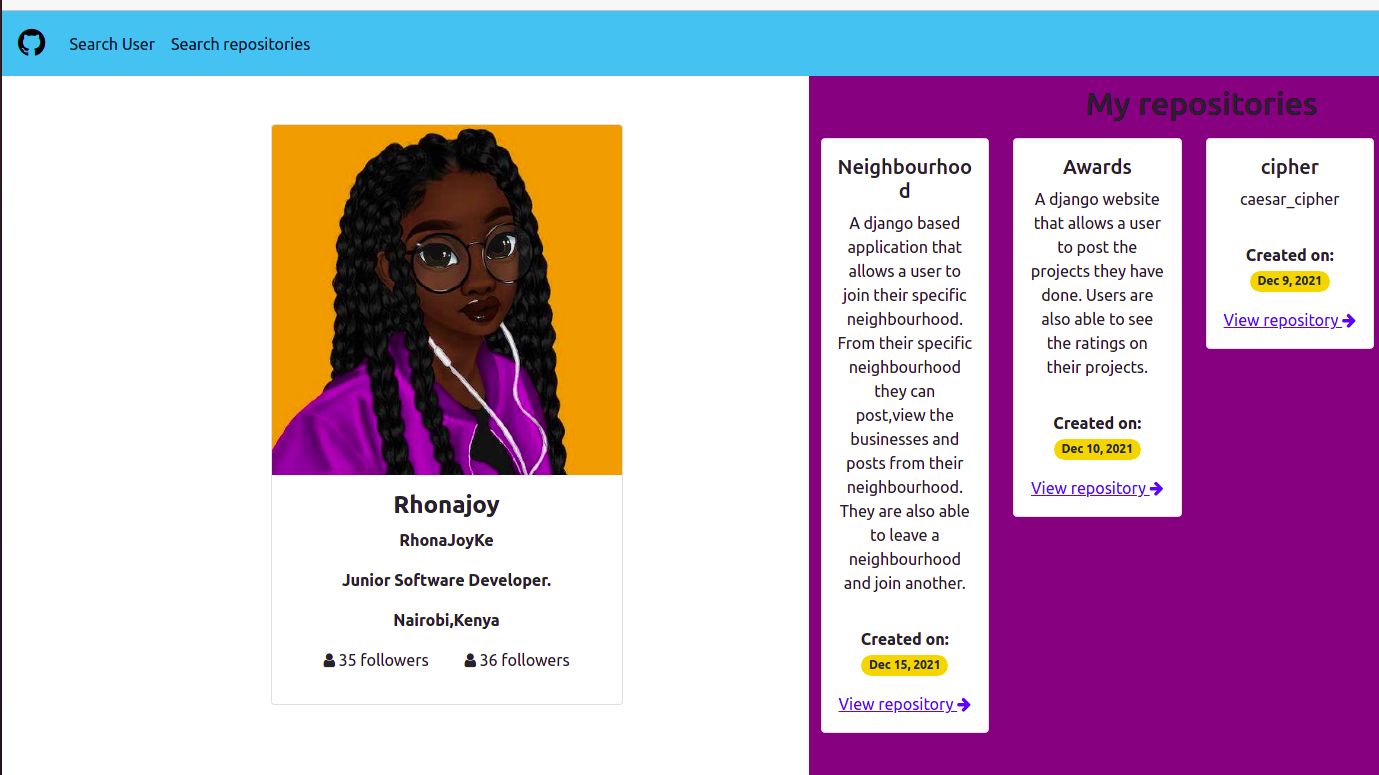 Search User
Search repositories
Rhonajoy
RhonaJoyKe
Junior Software Developer.
Nairobi,Kenya
35 followers
36 followers
My repositories
Neighbourhoo
d
A django based
application that
allows a user to
join their specific
neighbourhood.
From their specific
neighbourhood
they can
post,view the
businesses and
posts from their
neighbourhood.
They are also able
to leave a
neighbourhood
and join another.
Created on:
Dec 15, 2021
View repository
Awards
A django website
that allows a user
to post the
projects they have
done. Users are
also able to see
the ratings on
their projects.
Created on:
Dec 10, 2021
View repository
cipher
caesar_cipher
Created on:
Dec 9, 2021
View repository